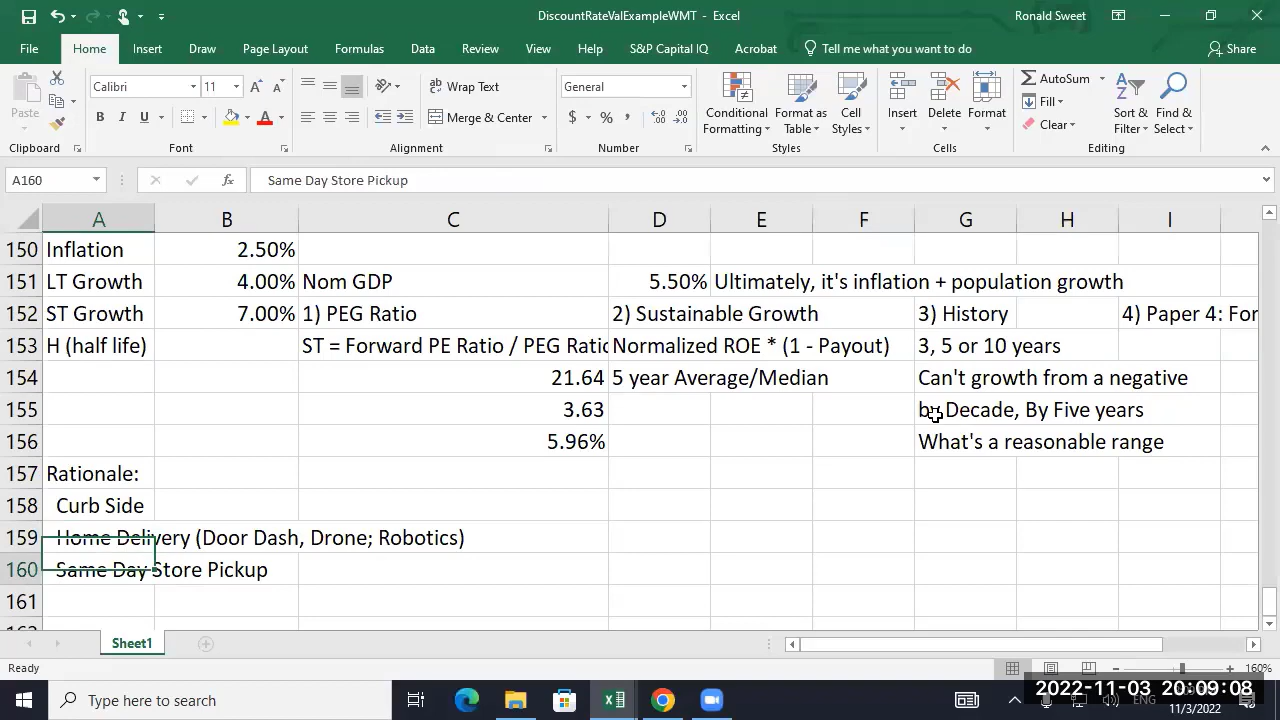 DiscountRateValExampleWMT - Excel
Ronald Sweet
File Home Insert Draw Page Layout Formulas Data Review View Help S&P Capital IQ Acrobat Tell me what you want to do Share
Paste
Calibri 11
Wrap Text
General
Conditional Formatting
Format as Table
Cell Styles
Insert
Delete
Format
AutoSum
Fill
Clear
Sort & Filter
Find & Select
B I U
Merge & Center
$ % ,
Clipboard Font Alignment Number Styles Cells Editing
A160 fx Same Day Store Pickup
A B C D E F G H I
150 Inflation 2.50%
151 LT Growth 4.00% Nom GDP 5.50% Ultimately, it's inflation + population growth
152 ST Growth 7.00% 1) PEG Ratio 2) Sustainable Growth 3) History 4) Paper 4: For
153 H (half life) ST = Forward PE Ratio / PEG Ratio Normalized ROE * (1 - Payout) 3, 5 or 10 years
154 21.64 5 year Average/Median Can't growth from a negative
155 3.63 by Decade, By Five years
156 5.96% What's a reasonable range
157 Rationale:
158 Curb Side
159 Home Delivery (Door Dash, Drone; Robotics)
160 Same Day Store Pickup
161
Sheet1
Ready 160%
Type here to search
ENG
2022-11-03 20:09:08
11/3/2022